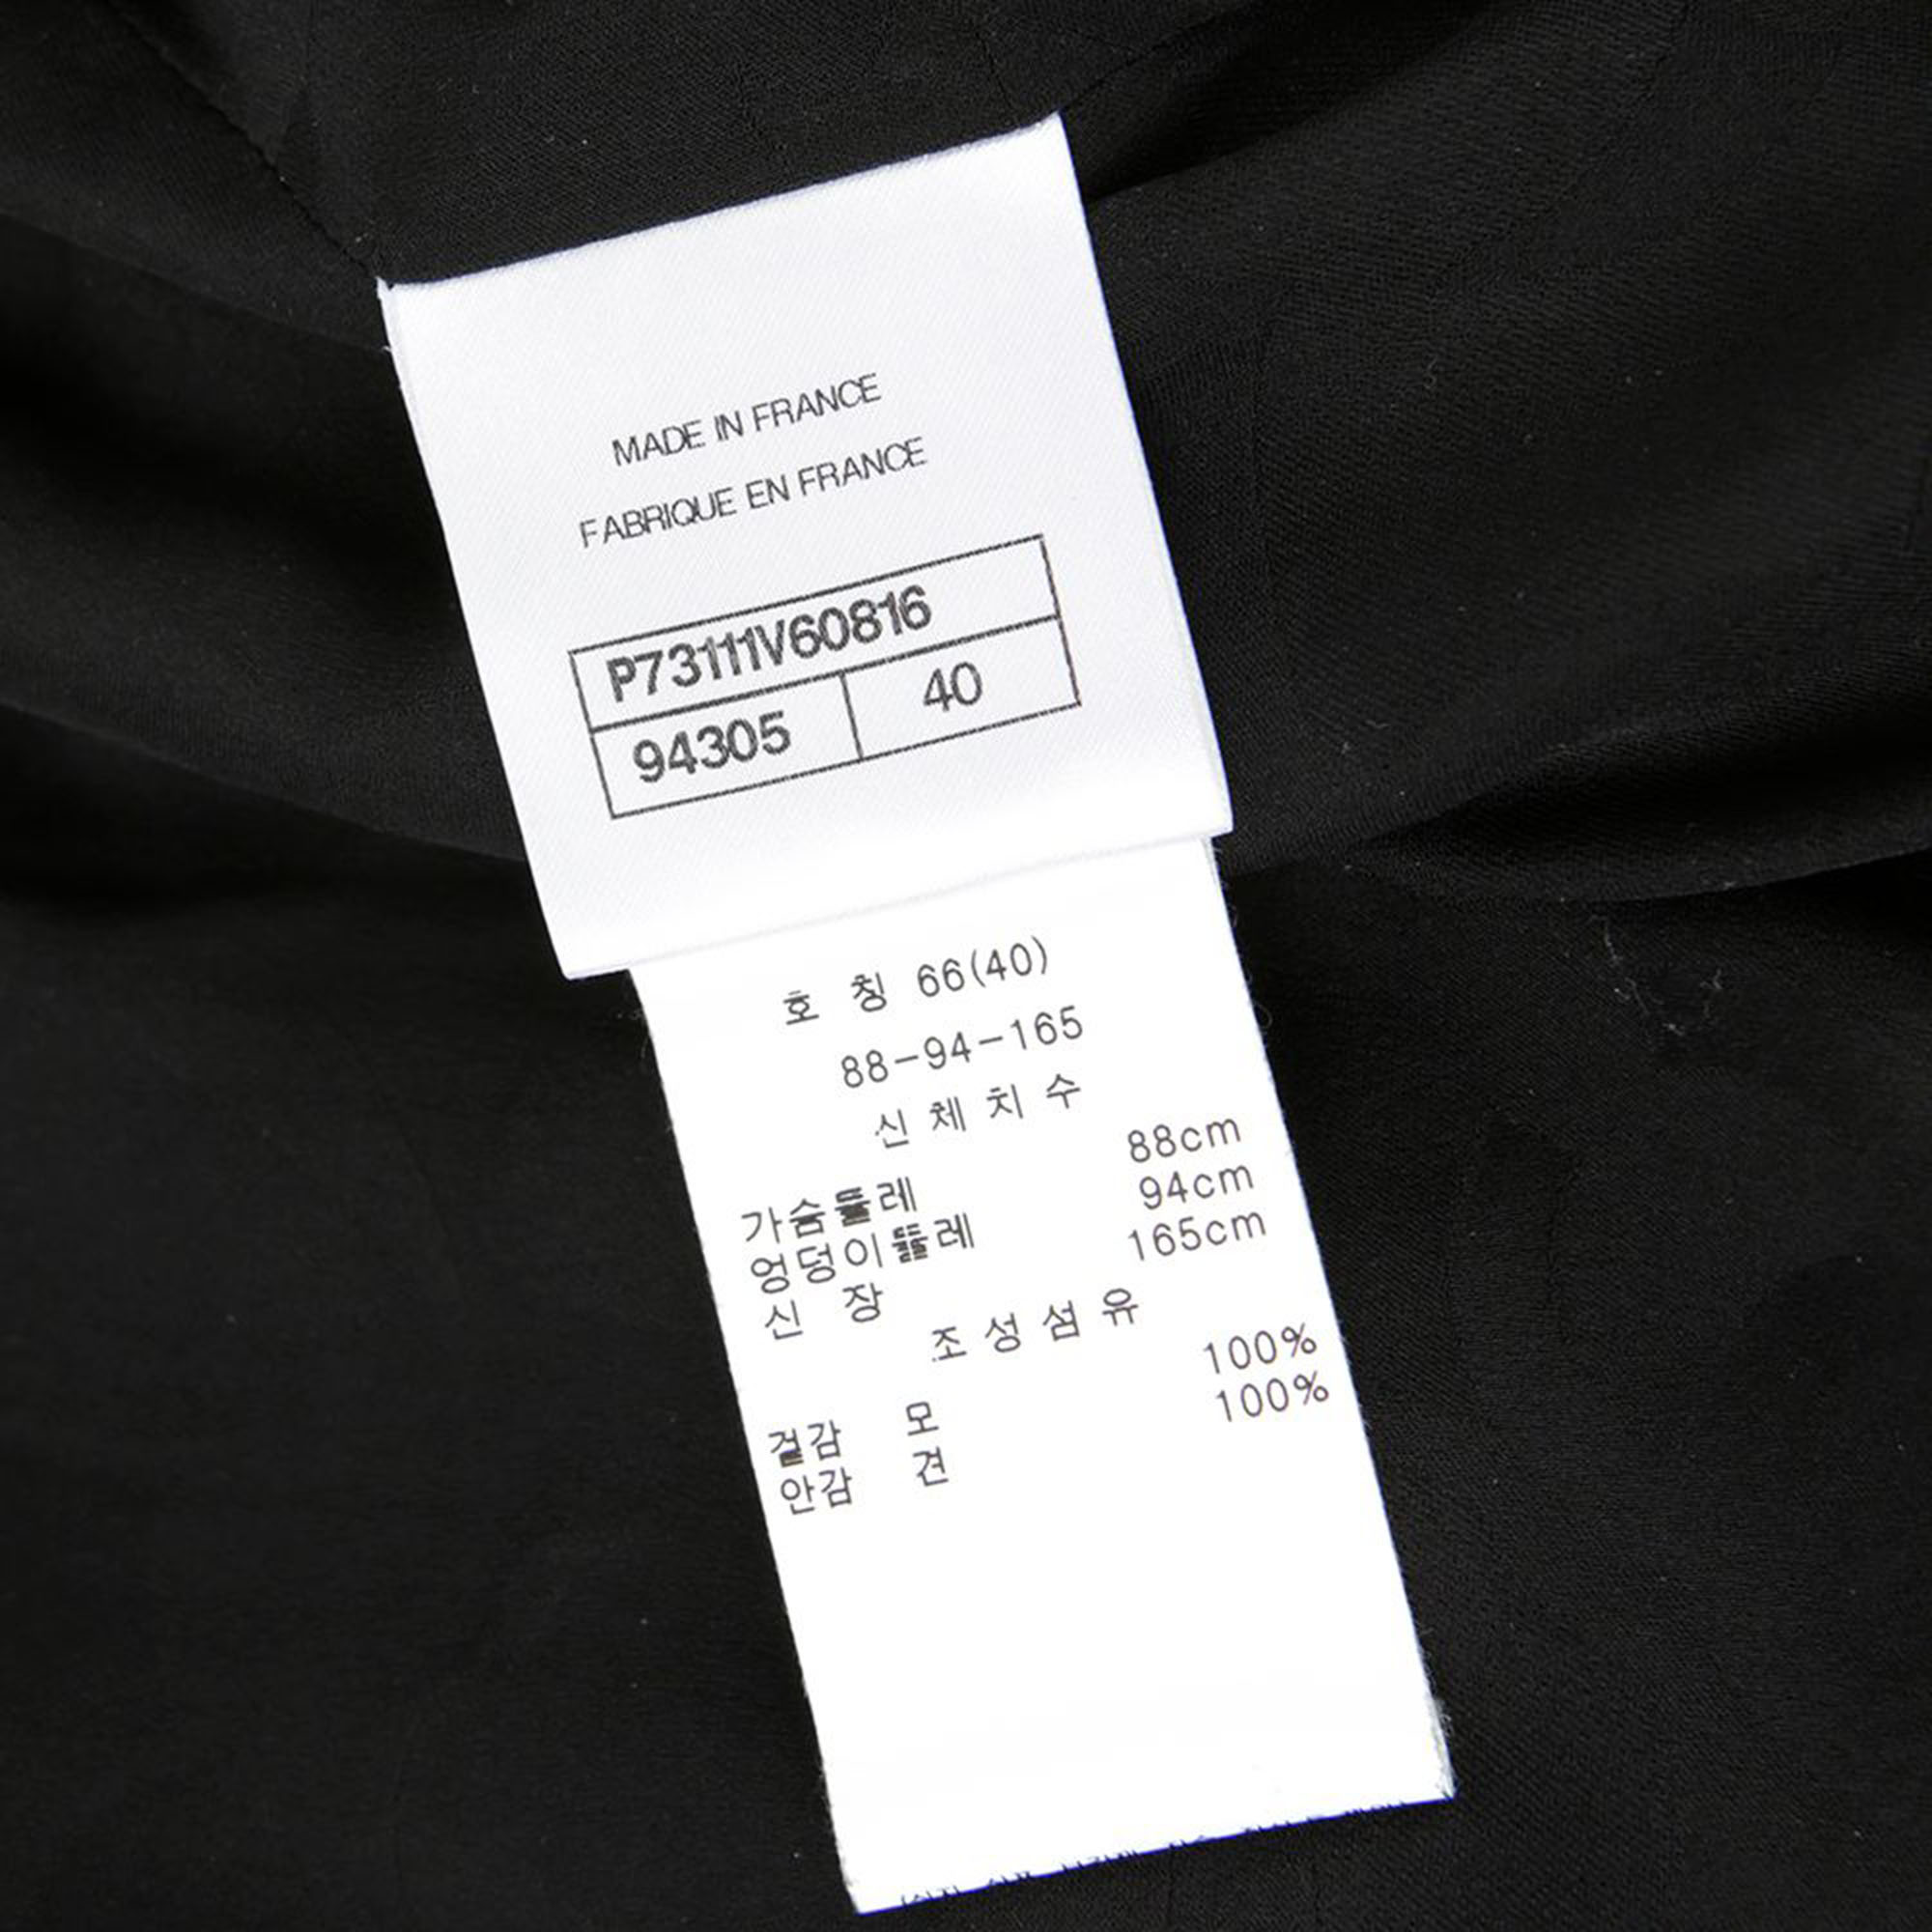 MADE IN FRANCE
FABRIQUE EN FRANCE
P73111V60816
94305 40
호 칭 66(40)
88-94-165
신 체 치 수
가슴둘레 88cm
엉덩이둘레 94cm
신 장 165cm
조 성 섬 유
겉감 모 100%
안감 견 100%